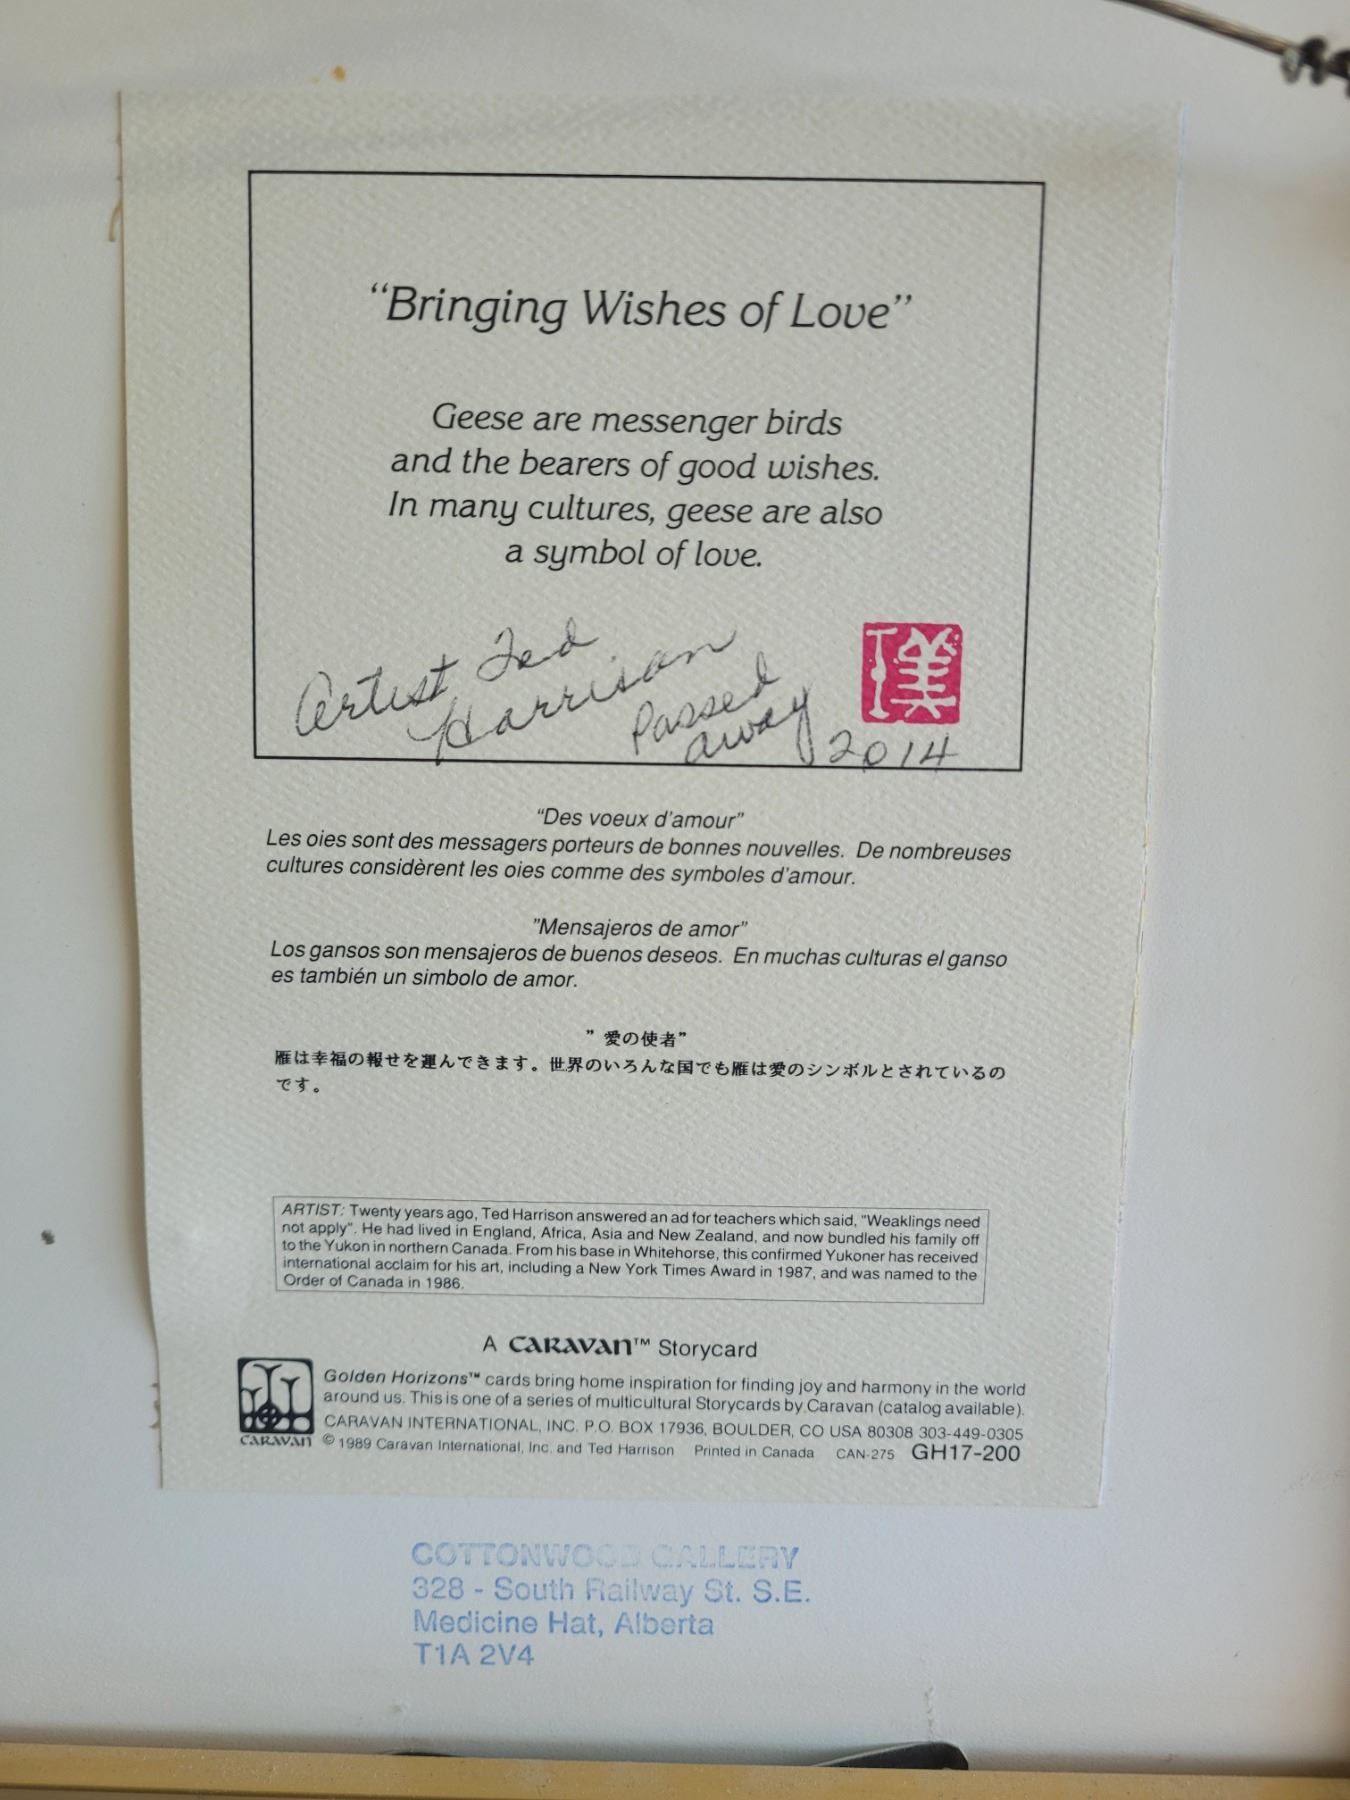 “Bringing Wishes of Love”
Geese are messenger birds
and the bearers of good wishes.
In many cultures, geese are also
a symbol of love.
Artist Ted
Harrison
Passed
away 2014
“Des voeux d'amour”
Les oies sont des messagers porteurs de bonnes nouvelles. De nombreuses
cultures considèrent les oies comme des symboles d'amour.
”Mensajeros de amor”
Los gansos son mensajeros de buenos deseos. En muchas culturas el ganso
es también un simbolo de amor.
” 愛の使者”
雁は幸福の報せを運んできます。世界のいろんな国でも雁は愛のシンボルとされているの
です。
ARTIST: Twenty years ago, Ted Harrison answered an ad for teachers which said, "Weaklings need
not apply". He had lived in England, Africa, Asia and New Zealand, and now bundled his family off
to the Yukon in northern Canada. From his base in Whitehorse, this confirmed Yukoner has received
international acclaim for his art, including a New York Times Award in 1987, and was named to the
Order of Canada in 1986.
A CARAVAN™ Storycard
Golden Horizons™ cards bring home inspiration for finding joy and harmony in the world
around us. This is one of a series of multicultural Storycards by Caravan (catalog available).
CARAVAN INTERNATIONAL, INC. P.O. BOX 17936, BOULDER, CO USA 80308 303-449-0305
CARAVAN © 1989 Caravan International, Inc. and Ted Harrison Printed in Canada CAN-275 GH17-200
COTTONWOOD GALLERY
328 - South Railway St. S.E.
Medicine Hat, Alberta
T1A 2V4